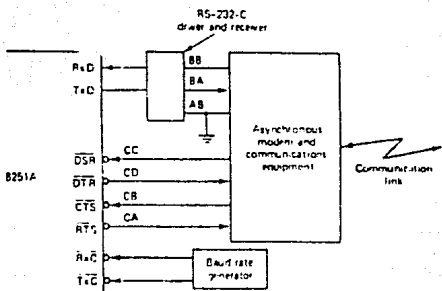 RS-232-C
driver and receiver
RxD
TxD
BB
BA
AB
Asynchronous
modem and
communications
equipment
Communication
link
8251A
DSR
CC
DTR
CD
CTS
CB
RTS
CA
RxC
TxC
Baud rate
generator